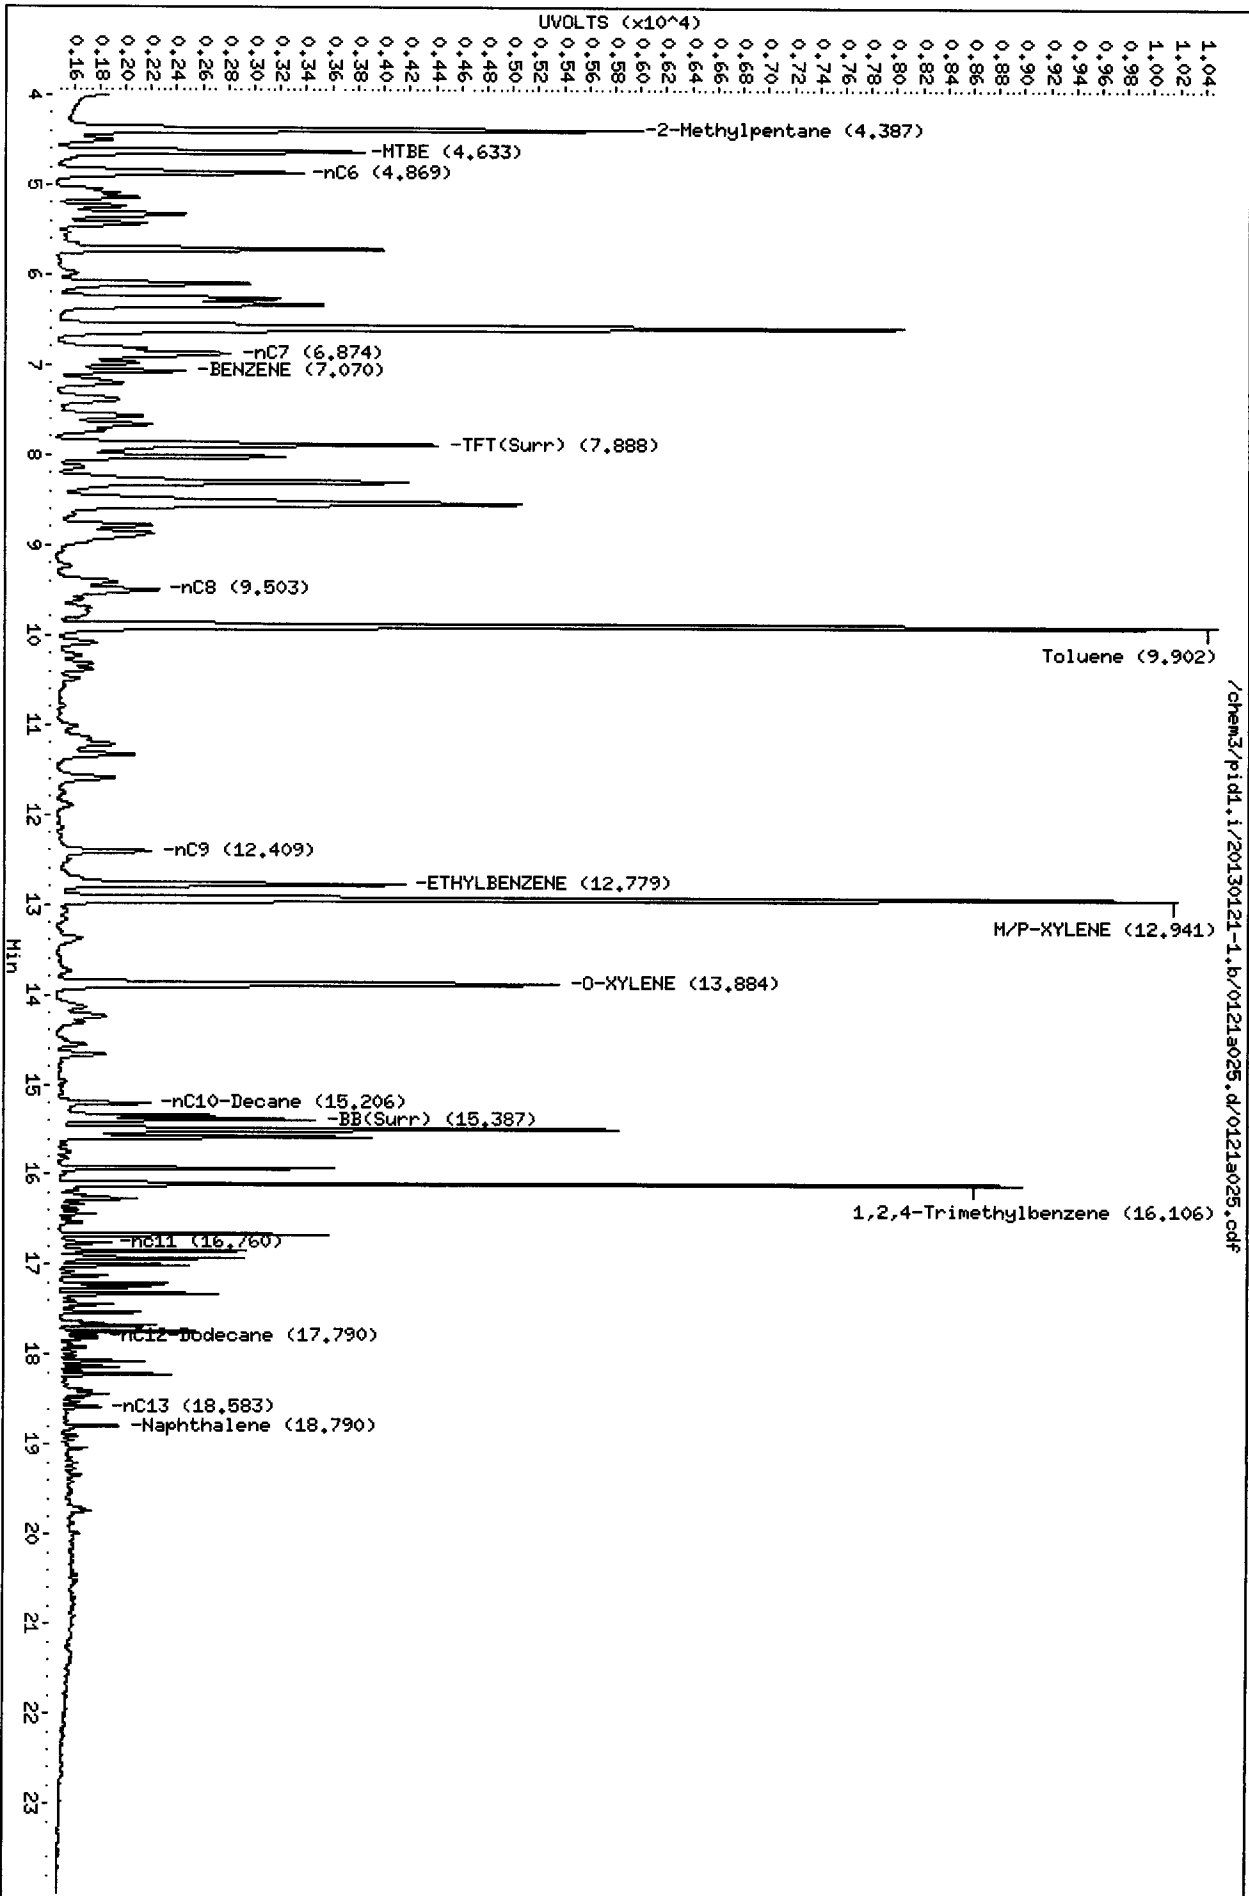 /chem3/pid1.i/20130121-1.b/0121a025.d/0121a025.cdf
UVOLTS (x10^4)
1.04
1.02
1.00
0.98
0.96
0.94
0.92
0.90
0.88
0.86
0.84
0.82
0.80
0.78
0.76
0.74
0.72
0.70
0.68
0.66
0.64
0.62
0.60
0.58
0.56
0.54
0.52
0.50
0.48
0.46
0.44
0.42
0.40
0.38
0.36
0.34
0.32
0.30
0.28
0.26
0.24
0.22
0.20
0.18
0.16
-2-Methylpentane (4.387)
-MTBE (4.633)
-nC6 (4.869)
-nC7 (6.874)
-BENZENE (7.070)
-TFT(Surr) (7.888)
-nC8 (9.503)
Toluene (9.902)
-nC9 (12.409)
-ETHYLBENZENE (12.779)
M/P-XYLENE (12.941)
-O-XYLENE (13.884)
-nC10-Decane (15.206)
-BB(Surr) (15.387)
1,2,4-Trimethylbenzene (16.106)
-nc11 (16.760)
-nC12-Dodecane (17.790)
-nC13 (18.583)
-Naphthalene (18.790)
4
5
6
7
8
9
10
11
12
13
14
15
16
17
18
19
20
21
22
23
Min